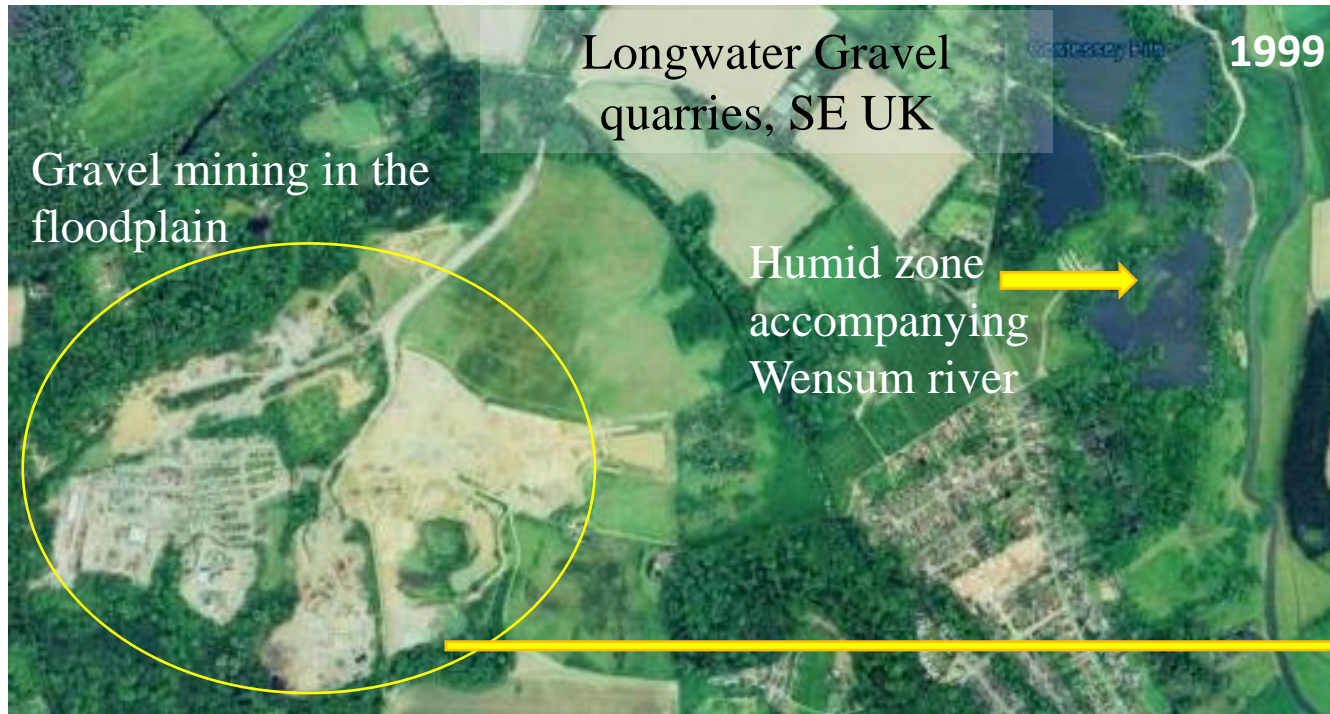 Longwater Gravel
quarries, SE UK
1999
Gravel mining in the
floodplain
Humid zone
accompanying
Wensum river